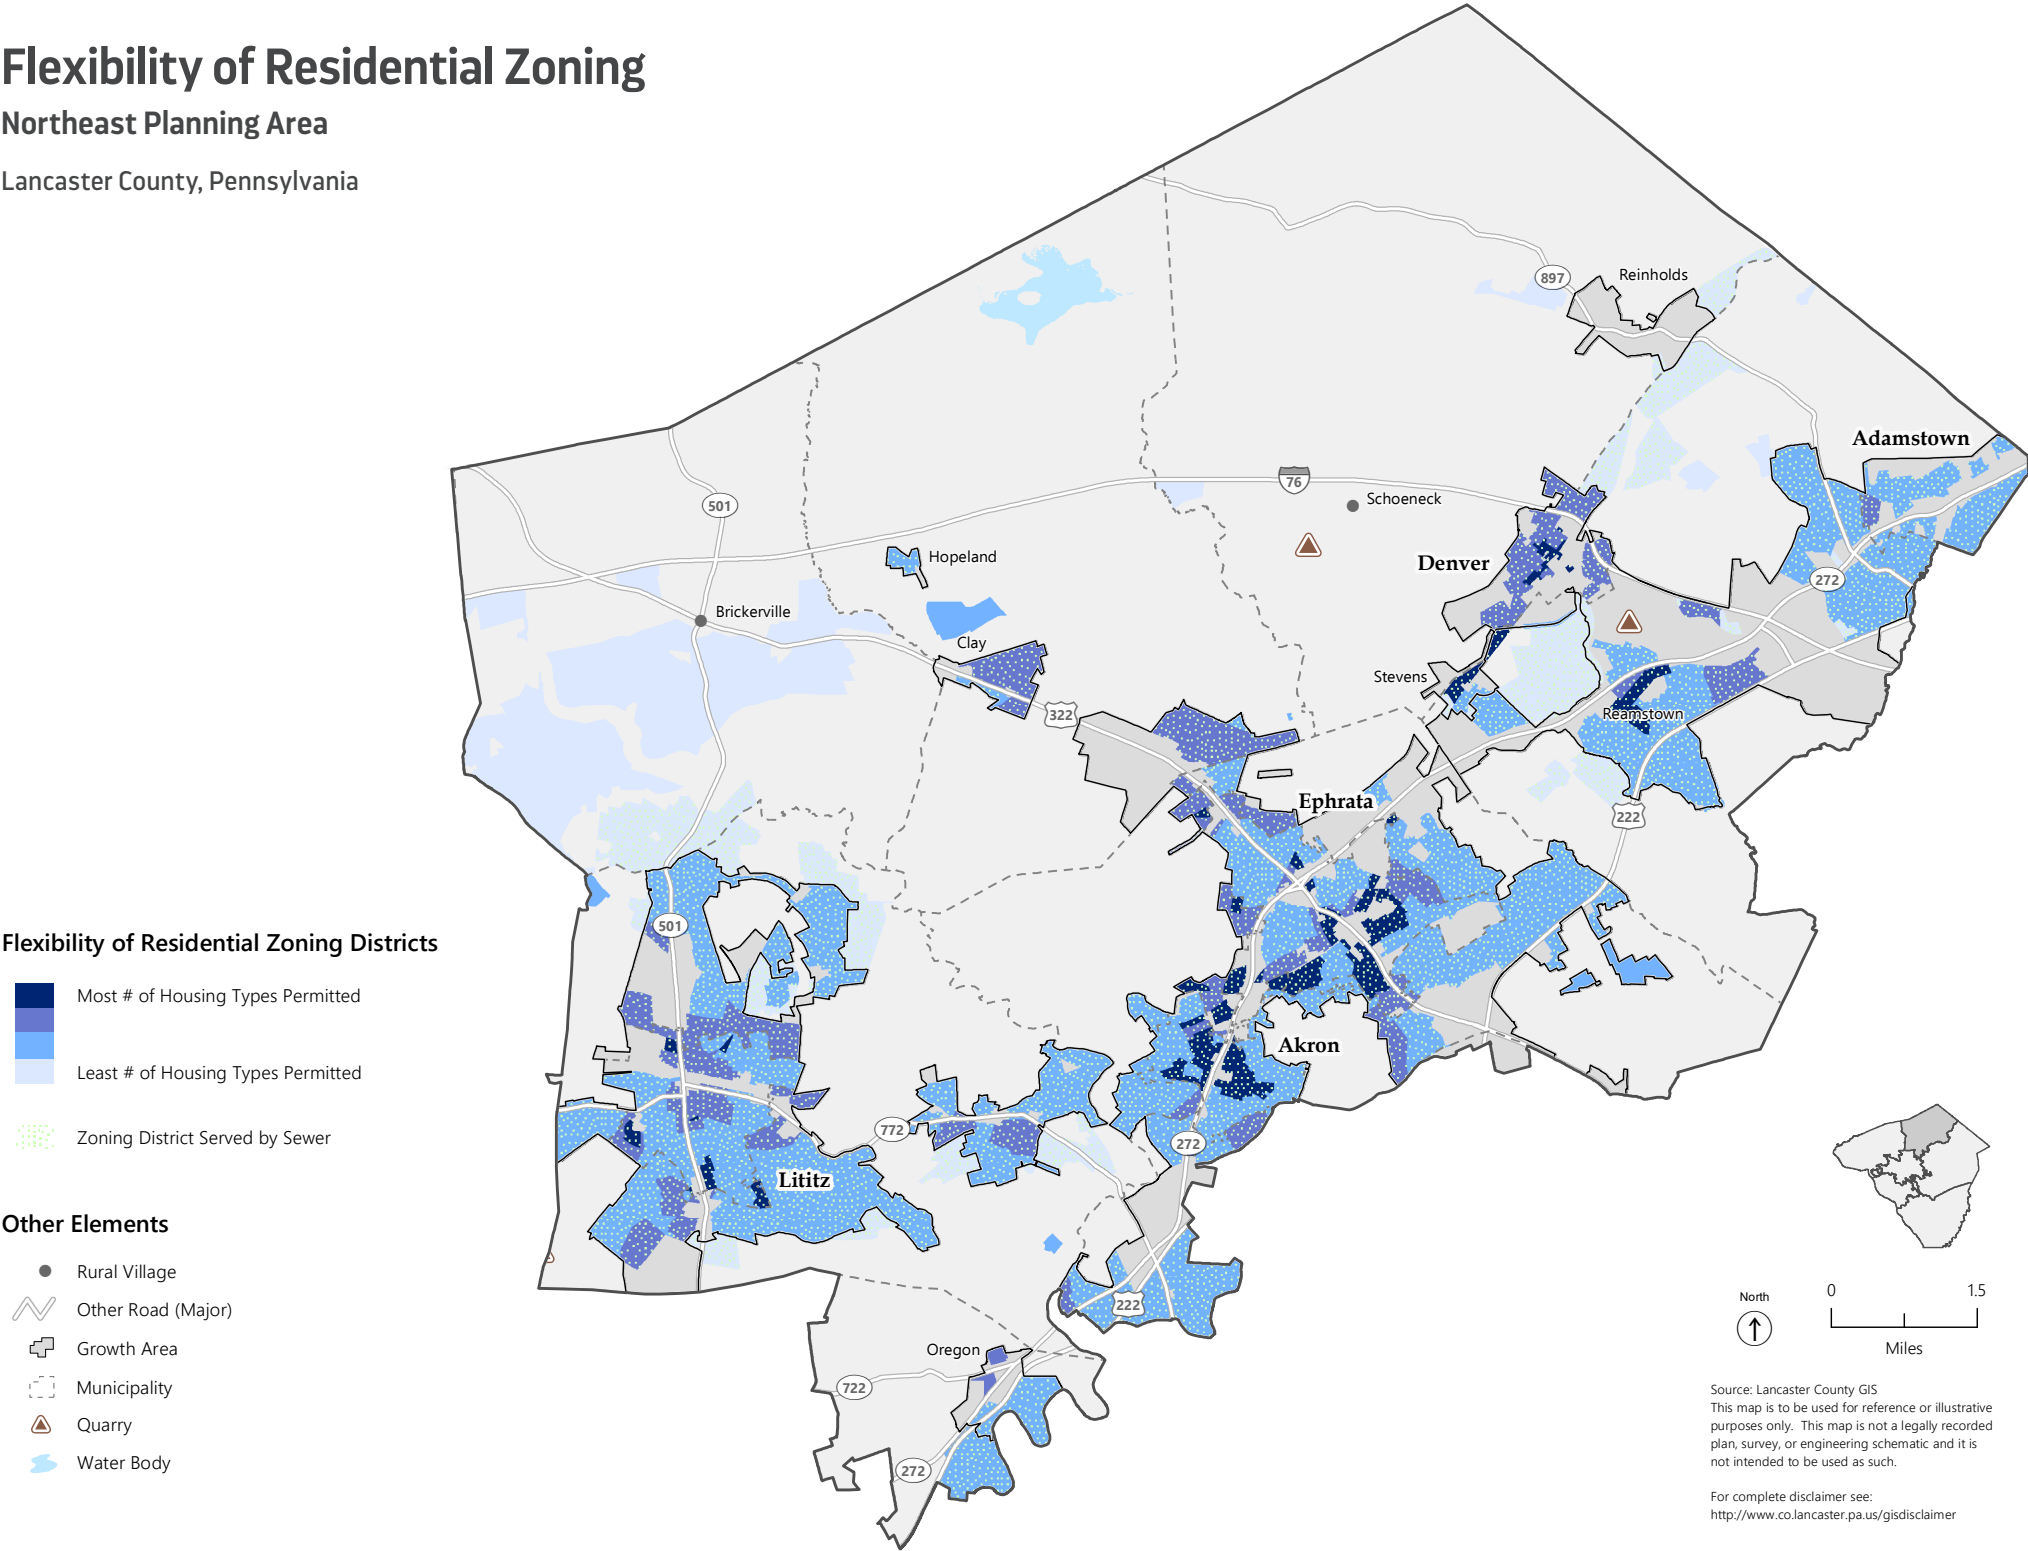 Flexibility of Residential Zoning
Northeast Planning Area
Lancaster County, Pennsylvania
897
Reinholds
Adamstown
501
76
Schoeneck
Hopeland
Denver
272
Brickerville
Clay
Stevens
322
Reamstown
Ephrata
222
501
Akron
772
272
Lititz
222
Oregon
722
272
Flexibility of Residential Zoning Districts
Most # of Housing Types Permitted
Least # of Housing Types Permitted
Zoning District Served by Sewer
Other Elements
Rural Village
Other Road (Major)
Growth Area
Municipality
Quarry
Water Body
North
0
1.5
Miles
Source: Lancaster County GIS
This map is to be used for reference or illustrative
purposes only. This map is not a legally recorded
plan, survey, or engineering schematic and it is
not intended to be used as such.
For complete disclaimer see:
http://www.co.lancaster.pa.us/gisdisclaimer